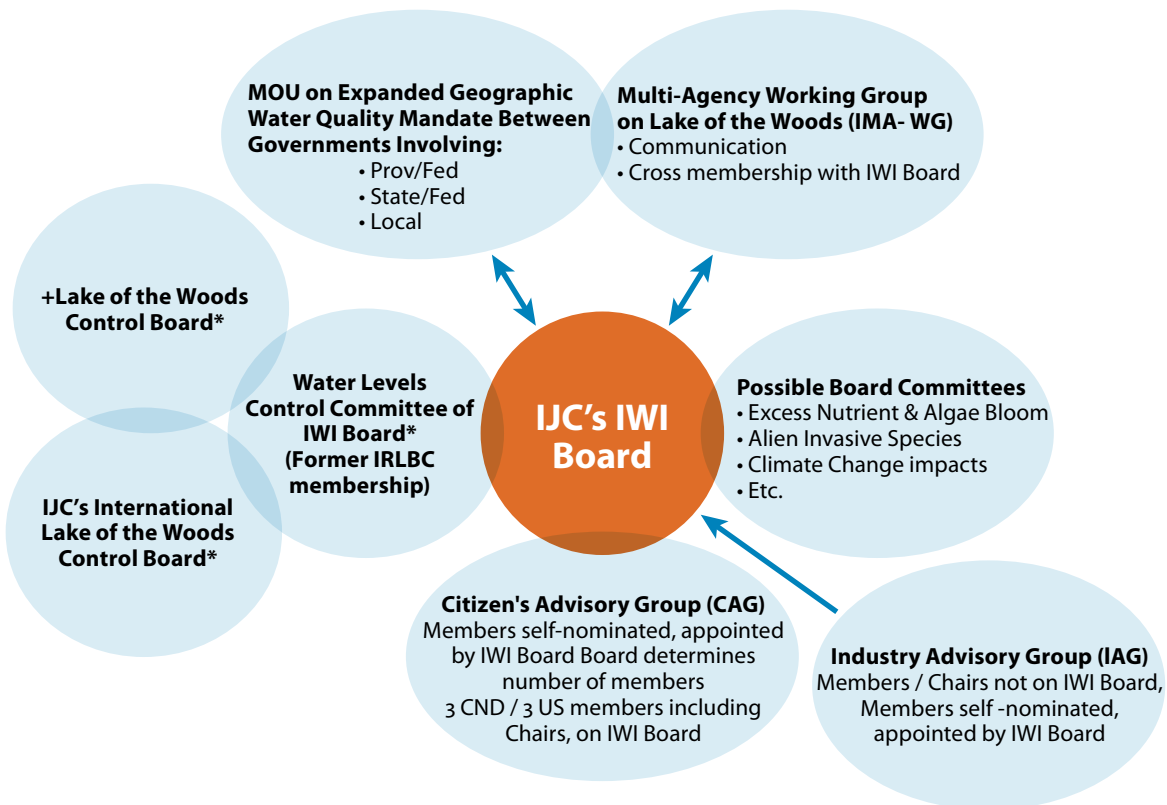 MOU on Expanded Geographic
Water Quality Mandate Between
Governments Involving:
• Prov/Fed
• State/Fed
• Local
Multi-Agency Working Group
on Lake of the Woods (IMA- WG)
• Communication
• Cross membership with IWI Board
+Lake of the Woods
Control Board*
Water Levels
Control Committee of
IWI Board*
(Former IRLBC
membership)
IJC's International
Lake of the Woods
Control Board*
IJC’s IWI
Board
Possible Board Committees
• Excess Nutrient & Algae Bloom
• Alien Invasive Species
• Climate Change impacts
• Etc.
Citizen's Advisory Group (CAG)
Members self-nominated, appointed
by IWI Board Board determines
number of members
3 CND / 3 US members including
Chairs, on IWI Board
Industry Advisory Group (IAG)
Members / Chairs not on IWI Board,
Members self -nominated,
appointed by IWI Board